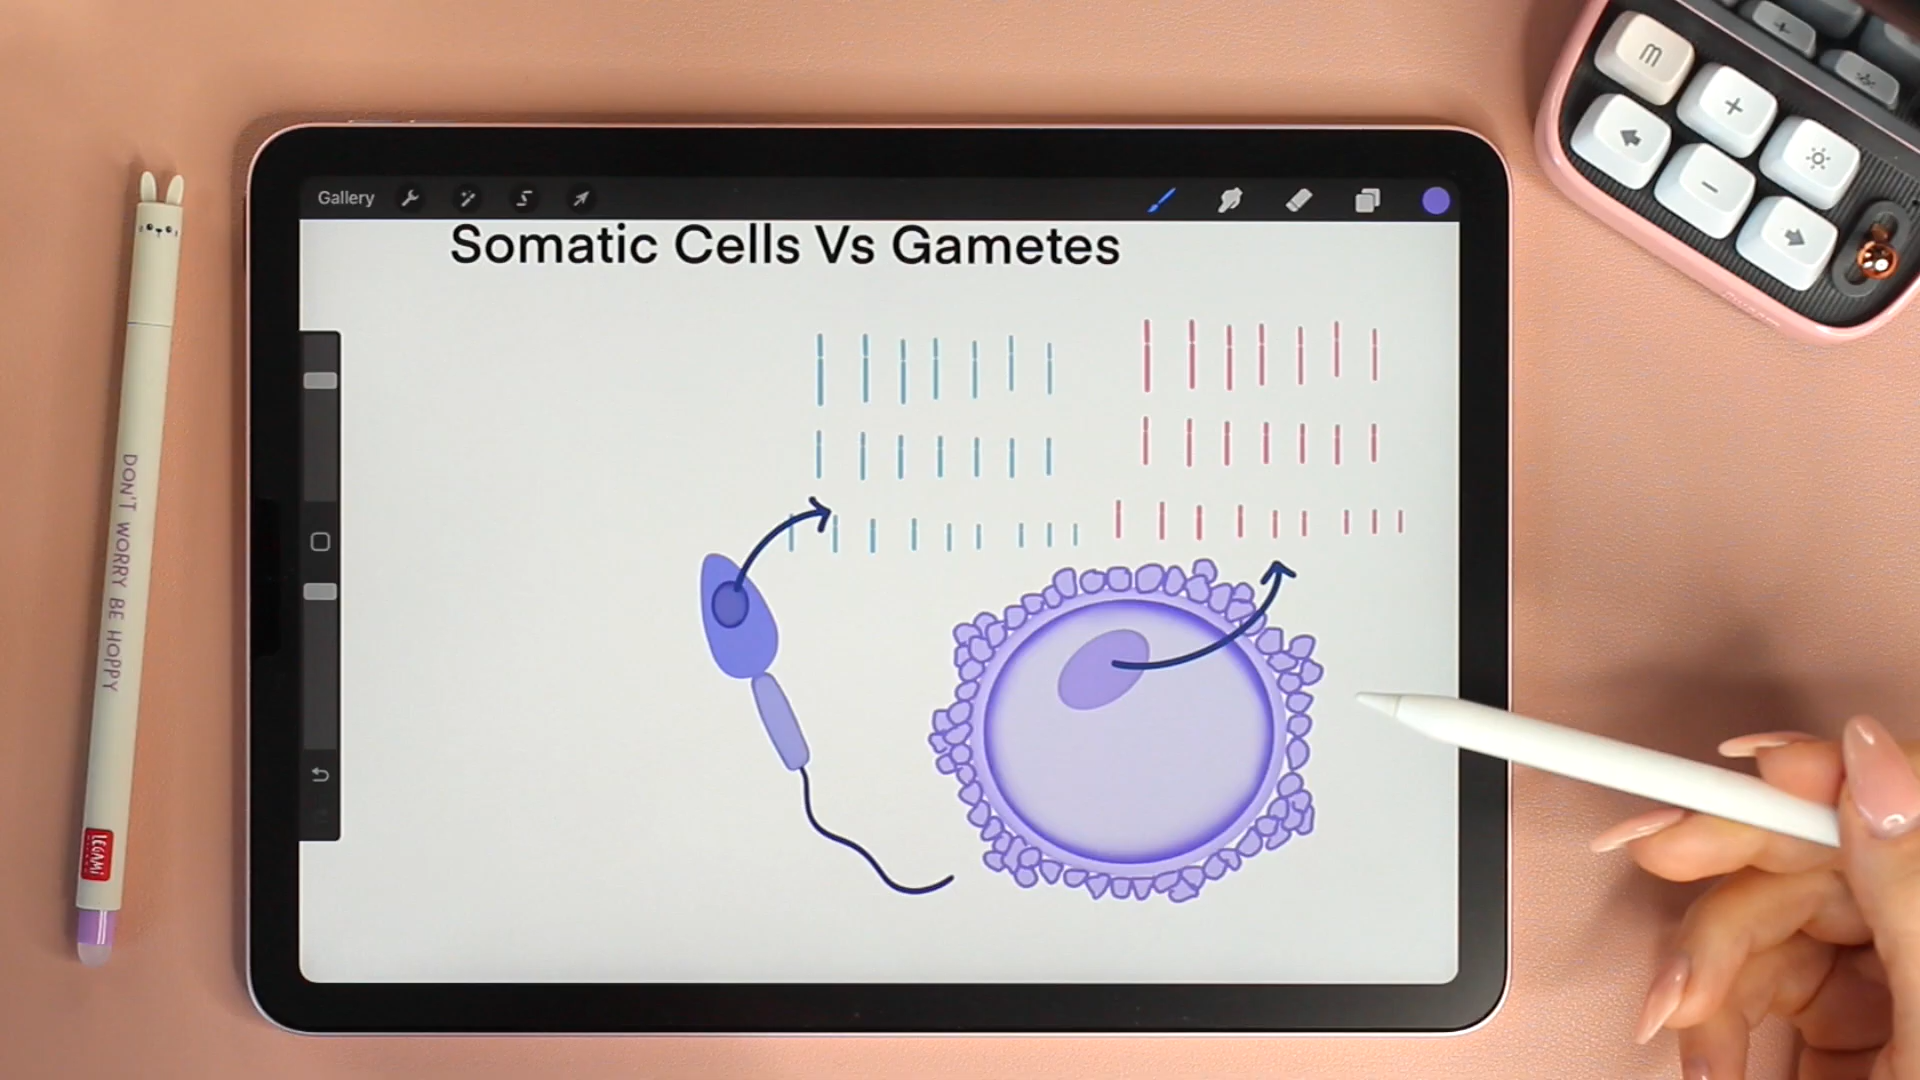 Gallery
Somatic Cells Vs Gametes
DON'T WORRY BE HOPPY
LEGAMI
m